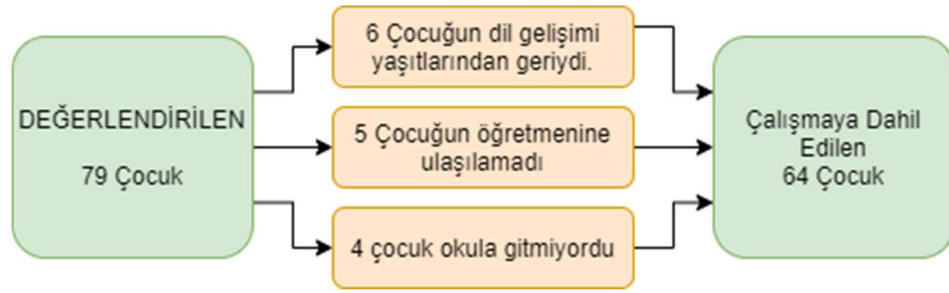 DEĞERLENDİRİLEN
79 Çocuk
6 Çocuğun dil gelişimi
yaşıtlarından geriydi.
5 Çocuğun öğretmenine
ulaşılamadı
4 çocuk okula gitmiyordu
Çalışmaya Dahil
Edilen
64 Çocuk